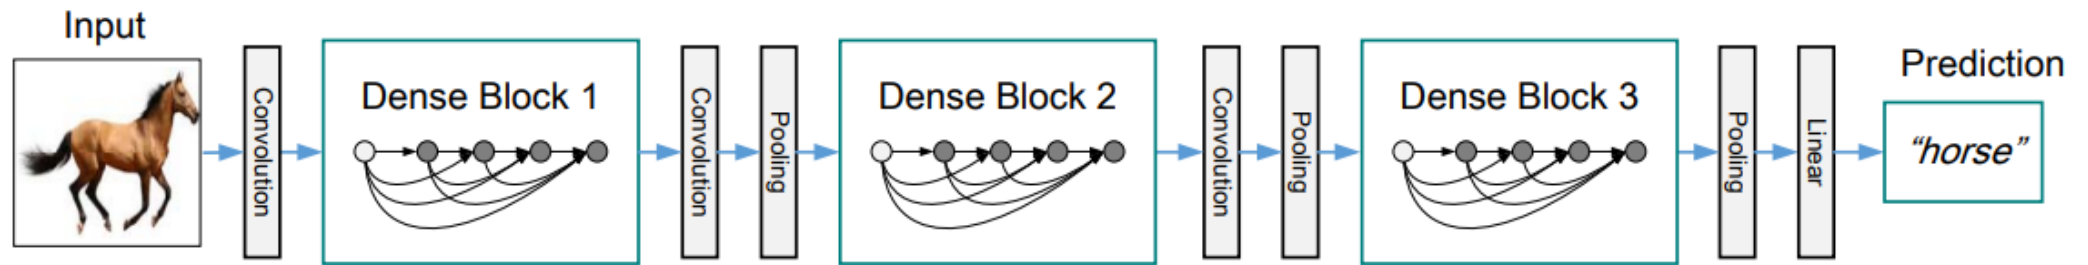 Input
Convolution
Dense Block 1
Convolution
Pooling
Dense Block 2
Convolution
Pooling
Dense Block 3
Pooling
Linear
Prediction
“horse”